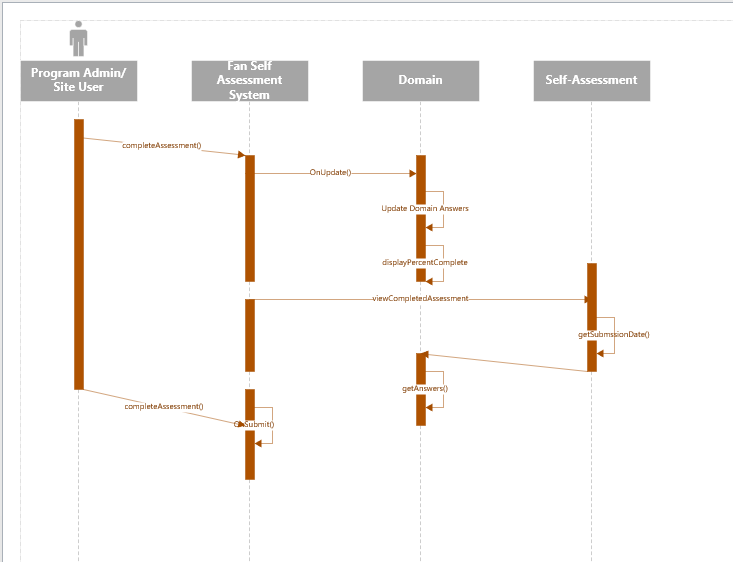 Program Admin/
Site User
Fan Self
Assessment
System
Domain
Self-Assessment
completeAssessment()
OnUpdate()
Update Domain Answers
displayPercentComplete
viewCompletedAssessment
getSubmssionDate()
getAnswers()
completeAssessment()
OnSubmit()